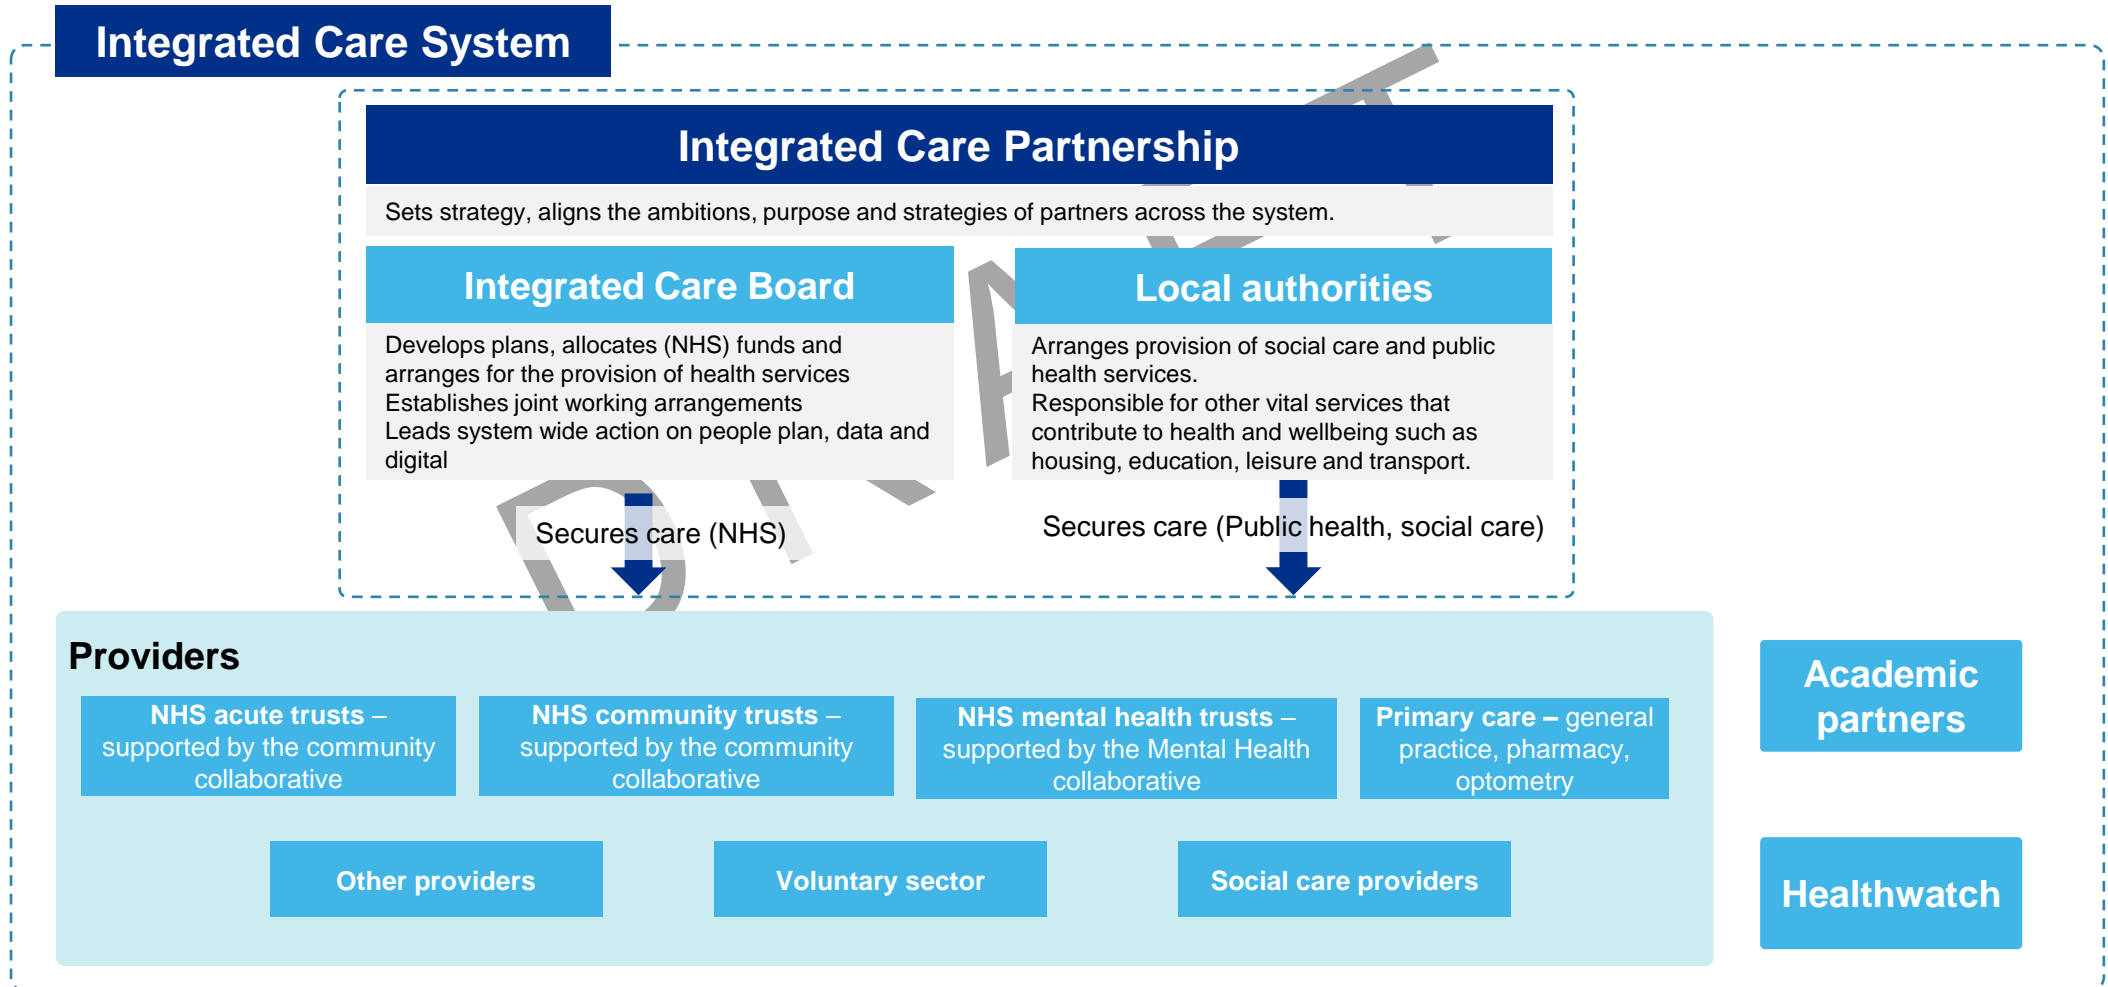 Integrated Care System
Integrated Care Partnership
Sets strategy, aligns the ambitions, purpose and strategies of partners across the system.
Integrated Care Board
Develops plans, allocates (NHS) funds and
arranges for the provision of health services
Establishes joint working arrangements
Leads system wide action on people plan, data and
digital
Local authorities
Arranges provision of social care and public
health services.
Responsible for other vital services that
contribute to health and wellbeing such as
housing, education, leisure and transport.
Secures care (NHS)
Secures care (Public health, social care)
DRAFT
Providers
NHS acute trusts –
supported by the community
collaborative
NHS community trusts –
supported by the community
collaborative
NHS mental health trusts –
supported by the Mental Health
collaborative
Primary care – general
practice, pharmacy,
optometry
Other providers
Voluntary sector
Social care providers
Academic
partners
Healthwatch